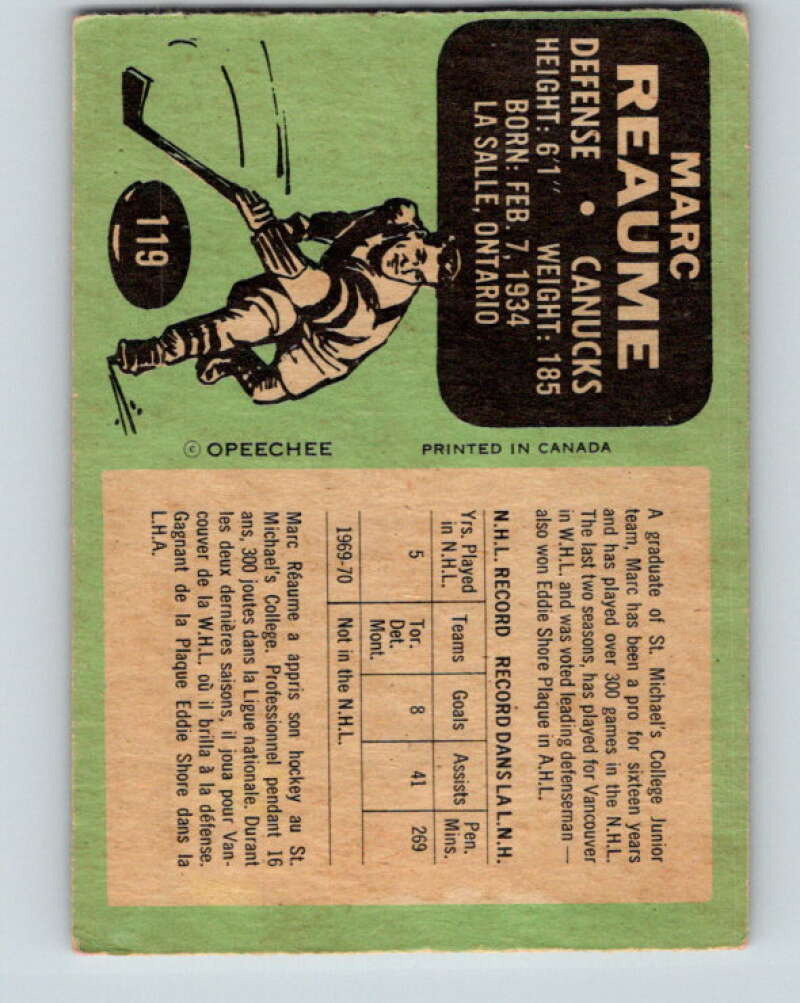 MARC
REAUME
DEFENSE • CANUCKS
HEIGHT: 6'1" WEIGHT: 185
BORN: FEB. 7, 1934
LA SALLE, ONTARIO
119
© OPEECHEE PRINTED IN CANADA
A graduate of St. Michael's College Junior
team, Marc has been a pro for sixteen years
and has played over 300 games in the N.H.L.
The last two seasons, has played for Vancouver
in W.H.L. and was voted leading defenseman —
also won Eddie Shore Plaque in A.H.L.
N.H.L. RECORD RECORD DANS LA L.N.H.
Yrs. Played in N.H.L. Teams Goals Assists Pen. Mins.
5 Tor. Det. Mont. 8 41 269
1969-70 Not in the N.H.L.
Marc Réaume a appris son hockey au St.
Michael's College. Professionnel pendant 16
ans, 300 joutes dans la Ligue nationale. Durant
les deux dernières saisons, il joua pour Van-
couver de la W.H.L. où il brilla à la défense.
Gagnant de la Plaque Eddie Shore dans la
L.H.A.